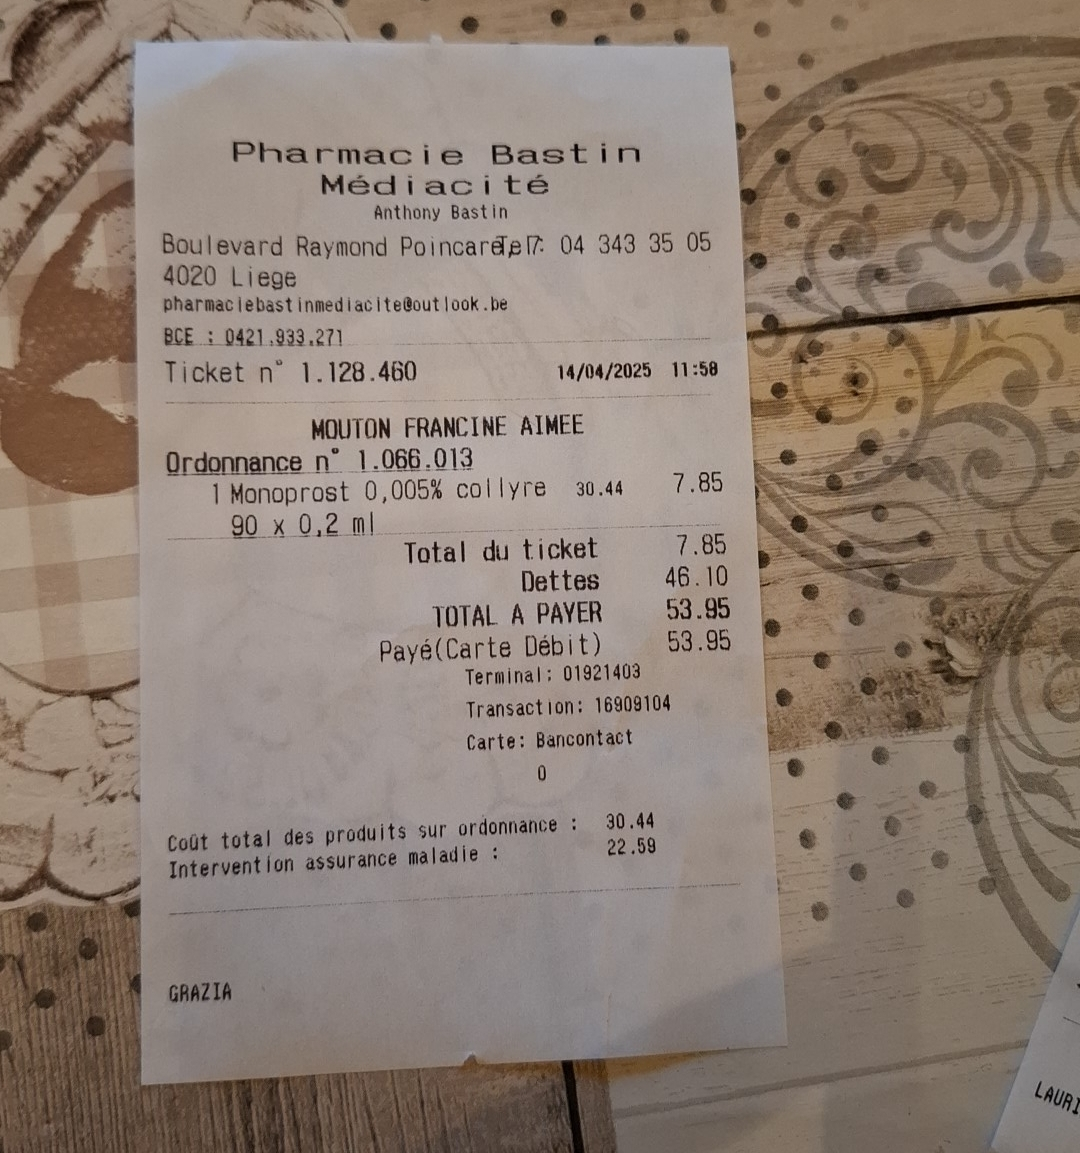 Pharmacie Bastin
Médiacité
Anthony Bastin
Boulevard Raymond Poincaré, 7 Tel: 04 343 35 05
4020 Liege
pharmaciebastinmediacite@outlook.be
BCE : 0421.933.271
Ticket n° 1.128.460 14/04/2025 11:58
MOUTON FRANCINE AIMEE
Ordonnance n° 1.066.013
1 Monoprost 0,005% collyre 30.44 7.85
90 x 0,2 ml
Total du ticket 7.85
Dettes 46.10
TOTAL A PAYER 53.95
Payé(Carte Débit) 53.95
Terminal: 01921403
Transaction: 16909104
Carte: Bancontact
0
Coût total des produits sur ordonnance : 30.44
Intervention assurance maladie : 22.59
GRAZIA